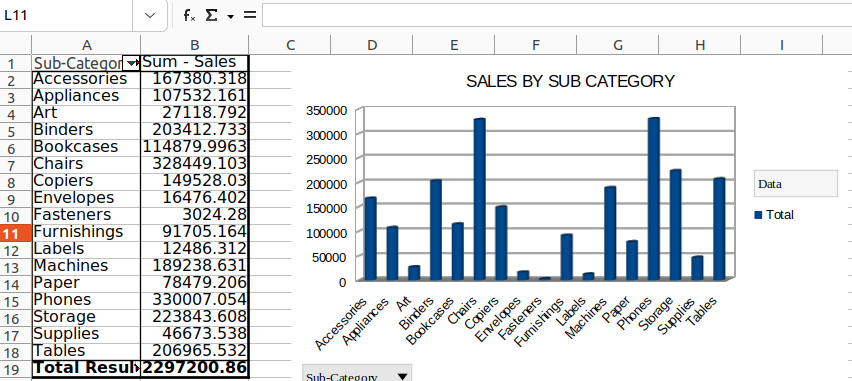 L11
fx Σ =
A B C D E F G H I
1 Sub-Categor Sum - Sales
2 Accessories 167380.318
3 Appliances 107532.161
4 Art 27118.792
5 Binders 203412.733
6 Bookcases 114879.9963
7 Chairs 328449.103
8 Copiers 149528.03
9 Envelopes 16476.402
10 Fasteners 3024.28
11 Furnishings 91705.164
12 Labels 12486.312
13 Machines 189238.631
14 Paper 78479.206
15 Phones 330007.054
16 Storage 223843.608
17 Supplies 46673.538
18 Tables 206965.532
19 Total Resul 2297200.86
SALES BY SUB CATEGORY
350000
300000
250000
200000
150000
100000
50000
0
Accessories
Appliances
Art
Binders
Bookcases
Chairs
Copiers
Envelopes
Fasteners
Furnishings
Labels
Machines
Paper
Phones
Storage
Supplies
Tables
Data
Total
Sub-Category